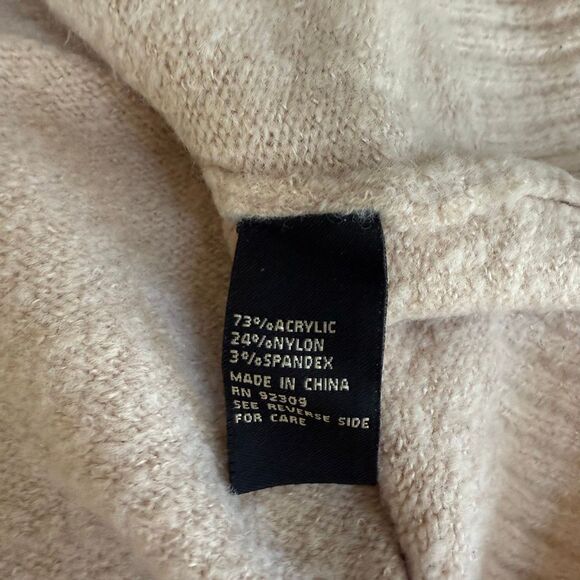 73%ACRYLIC
24%NYLON
3%SPANDEX
MADE IN CHINA
RN 92309
SEE REVERSE SIDE
FOR CARE